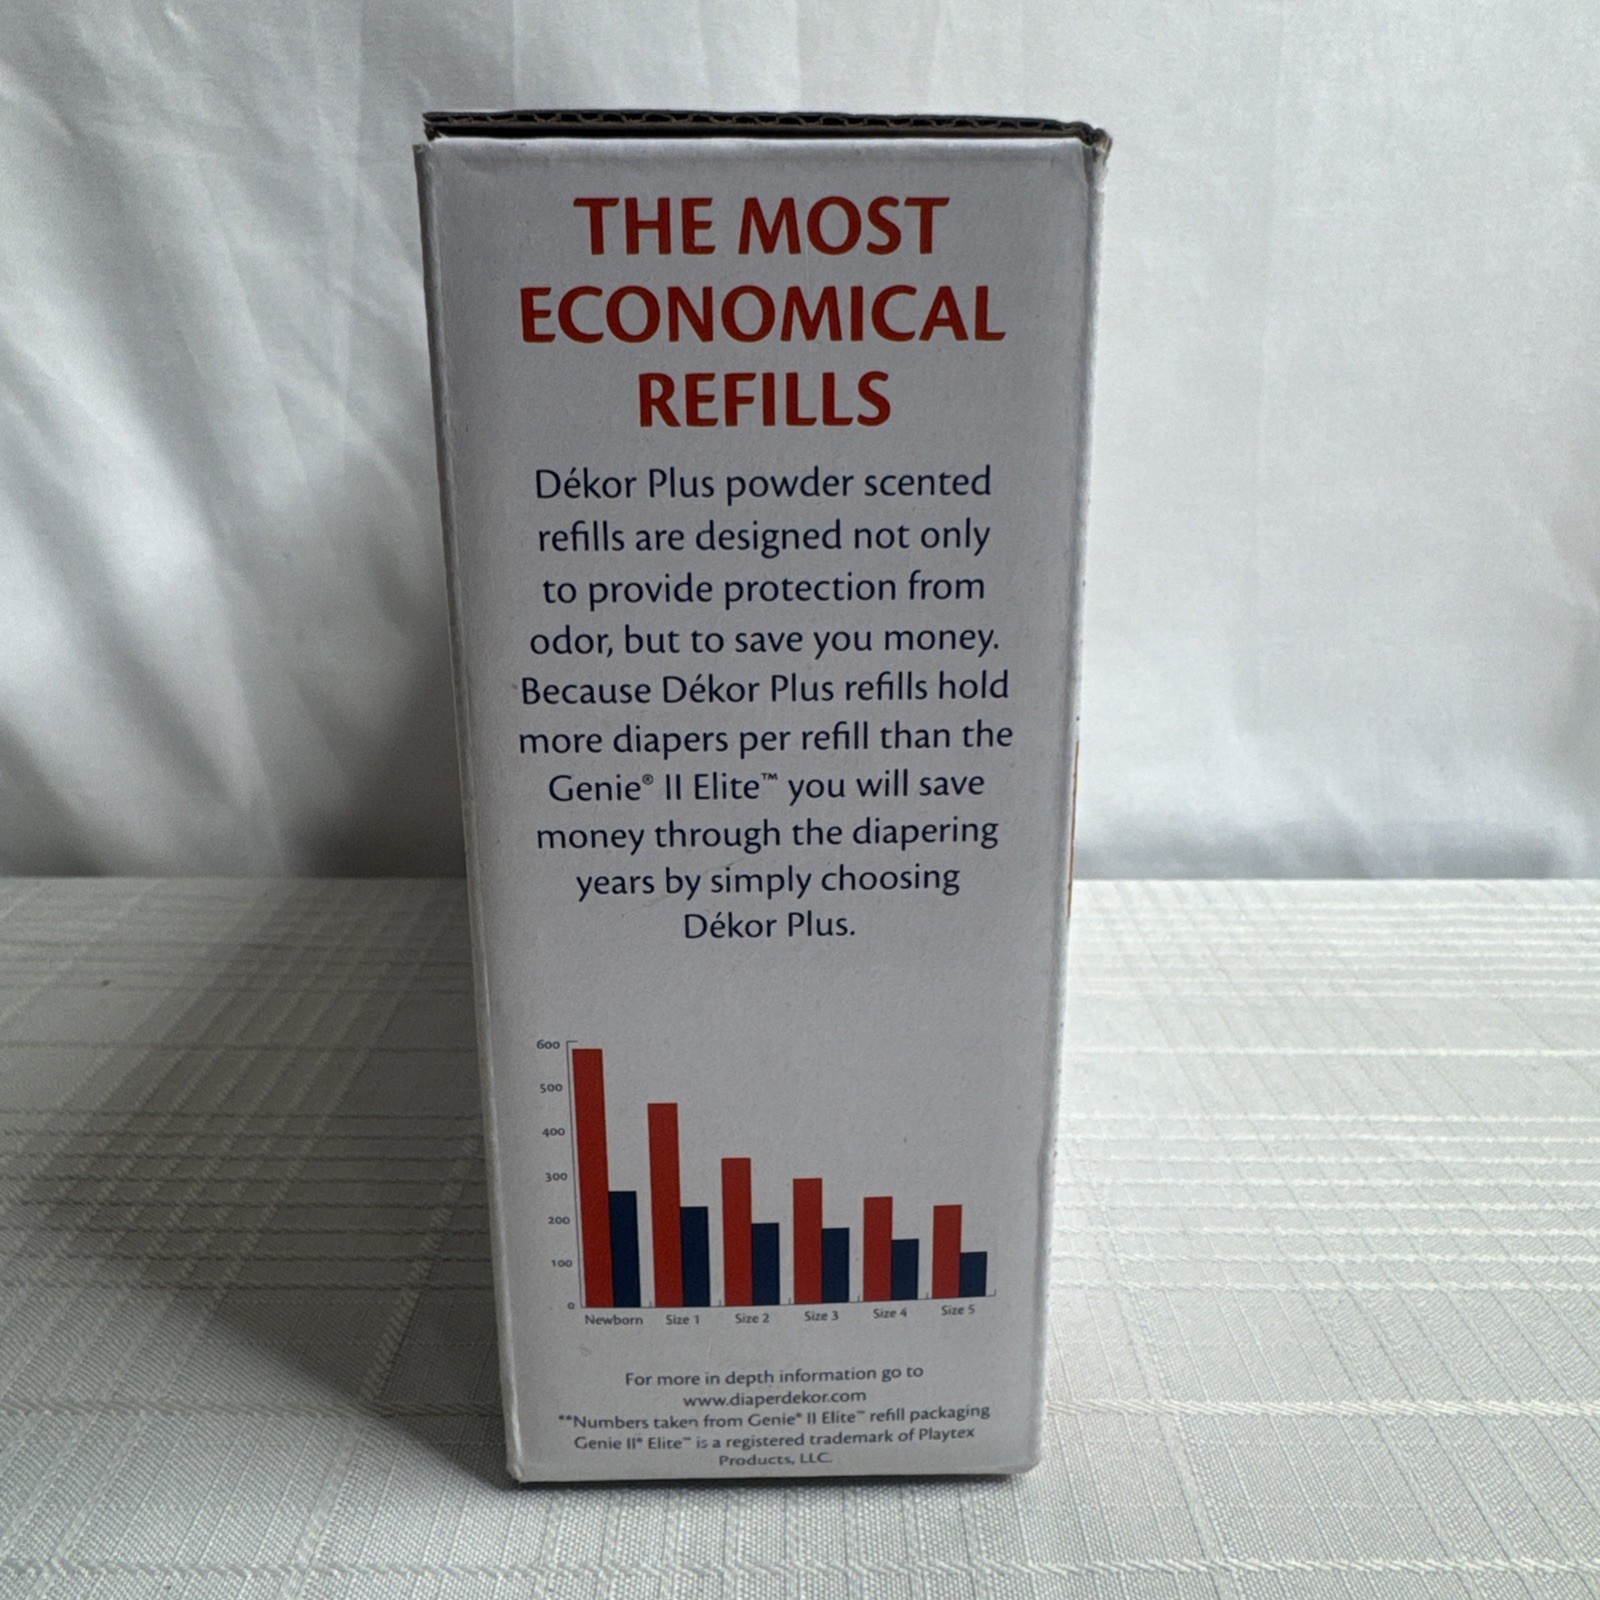 THE MOST
ECONOMICAL
REFILLS
Dékor Plus powder scented
refills are designed not only
to provide protection from
odor, but to save you money.
Because Dékor Plus refills hold
more diapers per refill than the
Genie® II Elite™ you will save
money through the diapering
years by simply choosing
Dékor Plus.
600
500
400
300
200
100
0
Newborn Size 1 Size 2 Size 3 Size 4 Size 5
For more in depth information go to
www.diaperdekor.com
**Numbers taken from Genie® II Elite™ refill packaging
Genie II® Elite™ is a registered trademark of Playtex
Products, LLC.